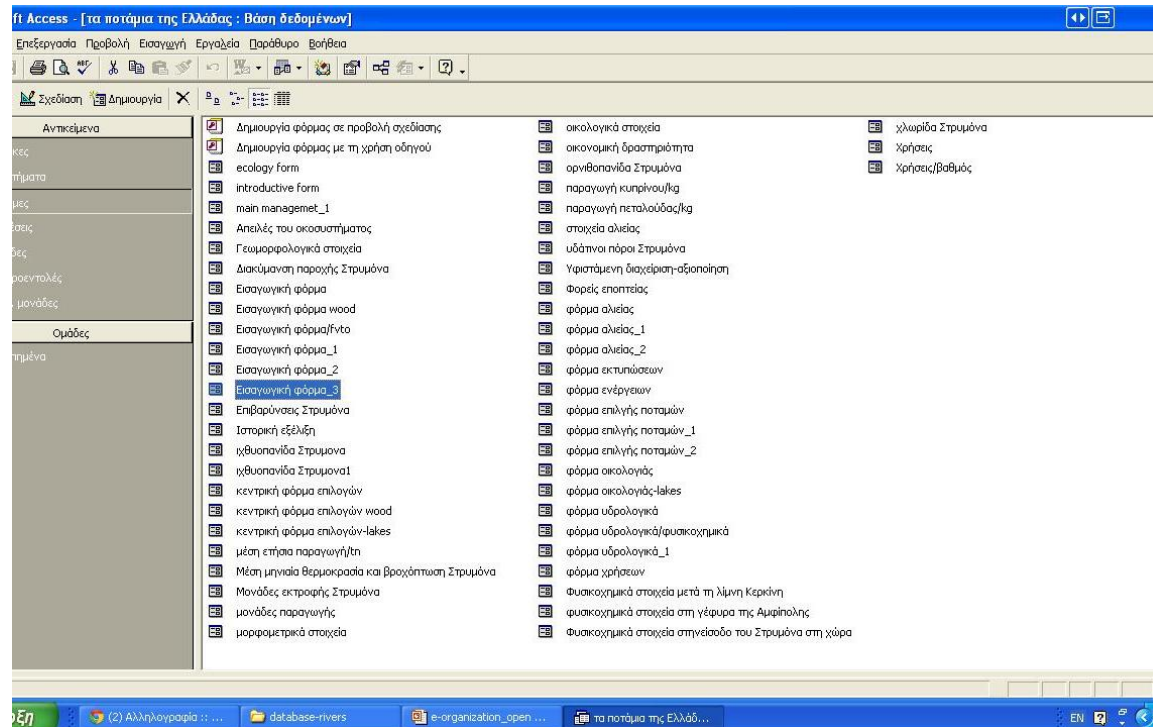 ft Access - [τα ποτάμια της Ελλάδας : Βάση δεδομένων]
Επεξεργασία Προβολή Εισαγωγή Εργαλεία Παράθυρο Βοήθεια
Σχεδίαση Δημιουργία
Αντικείμενα
κες
τήματα
μες
έσεις
δες
ροεντολές
. μονάδες
Ομάδες
πημένα
Δημιουργία φόρμας σε προβολή σχεδίασης
Δημιουργία φόρμας με τη χρήση οδηγού
ecology form
introductive form
main managemet_1
Απειλές του οκοσυστήματος
Γεωμορφολογικά στοιχεία
Διακύμανση παροχής Στρυμόνα
Εισαγωγική φόρμα
Εισαγωγική φόρμα wood
Εισαγωγική φόρμα/fvto
Εισαγωγική φόρμα_1
Εισαγωγική φόρμα_2
Εισαγωγική φόρμα_3
Επιβαρύνσεις Στρυμόνα
Ιστορική εξέλιξη
ιχθυοπανίδα Στρυμονα
ιχθυοπανίδα Στρυμονα1
κεντρική φόρμα επιλογών
κεντρική φόρμα επιλογών wood
κεντρική φόρμα επιλογών-lakes
μέση ετήσια παραγωγή/tn
Μέση μηνιαία θερμοκρασία και βροχόπτωση Στρυμόνα
Μονάδες εκτροφής Στρυμόνα
μονάδες παραγωγής
μορφομετρικά στοιχεία
οικολογικά στοιχεία
οικονομική δραστηριότητα
ορνιθοπανίδα Στρυμόνα
παραγωγή κυπρίνου/kg
παραγωγή πεταλούδας/kg
στοιχεία αλιείας
υδάτινοι πόροι Στρυμόνα
Υφιστάμενη διαχείριση-αξιοποίηση
Φορείς εποπτείας
φόρμα αλιείας
φόρμα αλιείας_1
φόρμα αλιείας_2
φόρμα εκτυπώσεων
φόρμα ενέργειων
φόρμα επιλγής ποταμών
φόρμα επιλγής ποταμών_1
φόρμα επιλγής ποταμών_2
φόρμα οικολογιάς
φόρμα οικολογιάς-lakes
φόρμα υδρολογικά
φόρμα υδρολογικά/φυσικοχημικά
φόρμα υδρολογικά_1
φόρμα χρήσεων
Φυσικοχημικά στοιχεία μετά τη λίμνη Κερκίνη
φυσικοχημικά στοιχεία στη γέφυρα της Αμφίπολης
Φυσικοχημικά στοιχεία στηνείσοδο του Στρυμόνα στη χώρα
χλωρίδα Στρυμόνα
Χρήσεις
Χρήσεις/βαθμός
ρξη (2) Αλληλογραφία :: ... database-rivers e-organization_open ... τα ποτάμια της Ελλάδ... EN